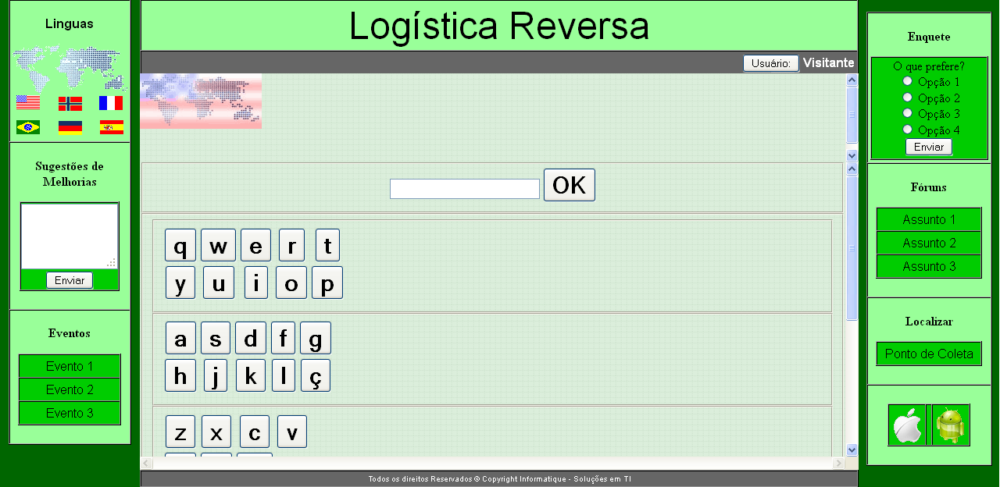 Linguas
Sugestões de
Melhorias
Enviar
Eventos
Evento 1
Evento 2
Evento 3
Logística Reversa
Usuário: Visitante
OK
q w e r t
y u i o p
a s d f g
h j k l ç
z x c v
Todos os direitos Reservados © Copyright Informatique - Soluções em TI
Enquete
O que prefere?
Opção 1
Opção 2
Opção 3
Opção 4
Enviar
Fóruns
Assunto 1
Assunto 2
Assunto 3
Localizar
Ponto de Coleta